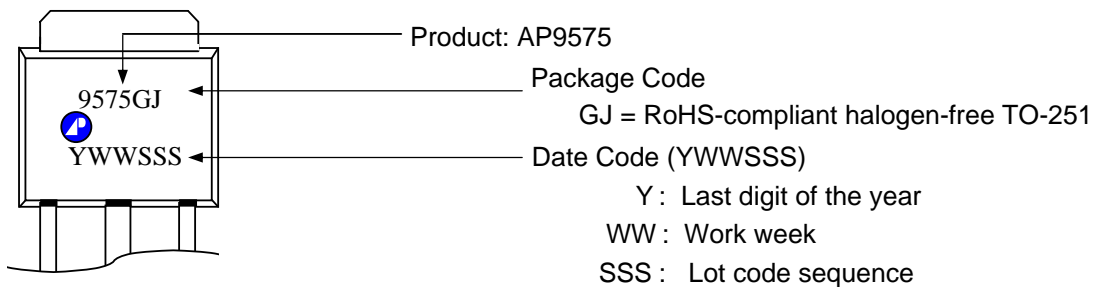 Product: AP9575
Package Code
9575GJ
GJ = RoHS-compliant halogen-free TO-251
AP
YWWSSS
Date Code (YWWSSS)
Y : Last digit of the year
WW : Work week
SSS : Lot code sequence